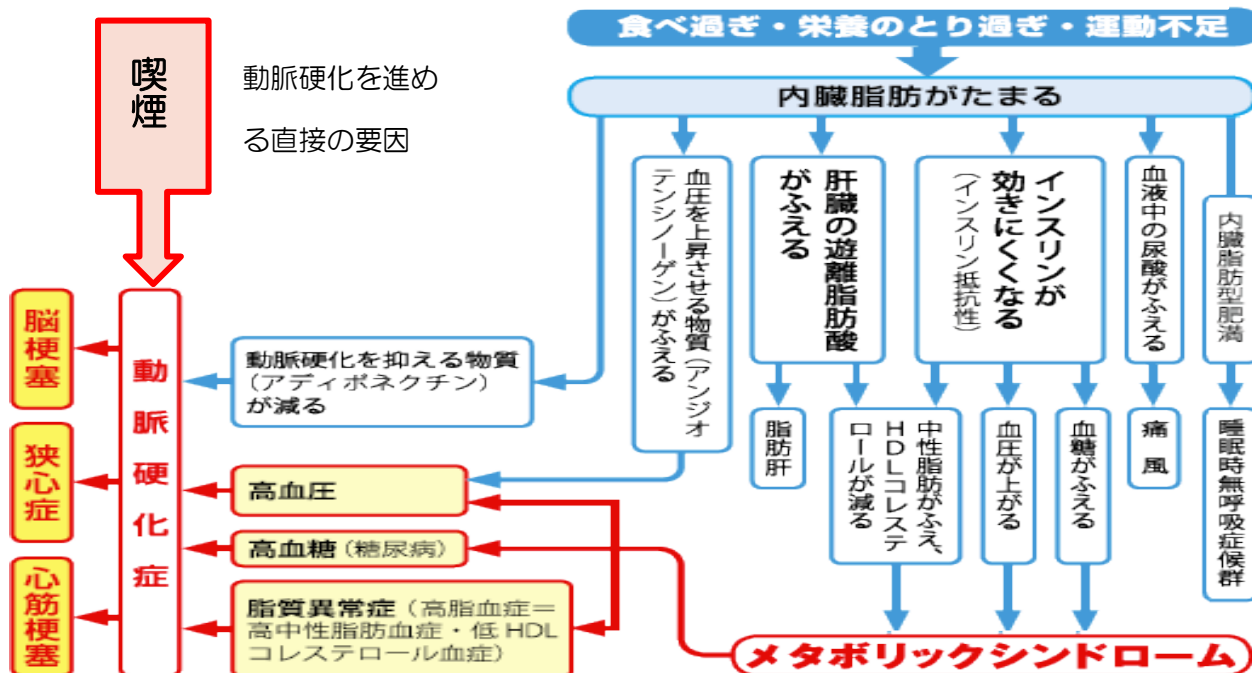 食べ過ぎ・栄養のとり過ぎ・運動不足
内臓脂肪がたまる
喫煙
動脈硬化を進め
る直接の要因
血圧を上昇させる物質（アンジオ
テンシノーゲン）がふえる
肝臓の遊離脂肪酸
がふえる
インスリンが
効きにくくなる
（インスリン抵抗性）
血液中の尿酸がふえる
内臓脂肪型肥満
動脈硬化を抑える物質
（アディポネクチン）
が減る
脂肪肝
中性脂肪がふえ、
HDLコレステ
ロールが減る
血圧が上がる
血糖がふえる
痛風
睡眠時無呼吸症候群
高血圧
高血糖（糖尿病）
脂質異常症（高脂血症＝
高中性脂肪血症・低HDL
コレステロール血症）
メタボリックシンドローム
動脈硬化症
脳梗塞
狭心症
心筋梗塞